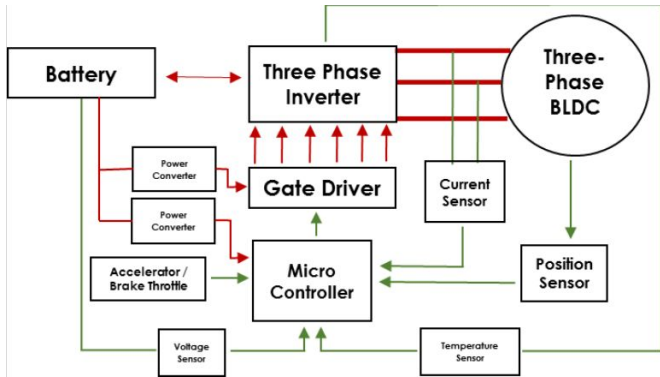 Battery
Three Phase
Inverter
Three-
Phase
BLDC
Power
Converter
Gate Driver
Current
Sensor
Power
Converter
Accelerator /
Brake Throttle
Micro
Controller
Position
Sensor
Voltage
Sensor
Temperature
Sensor